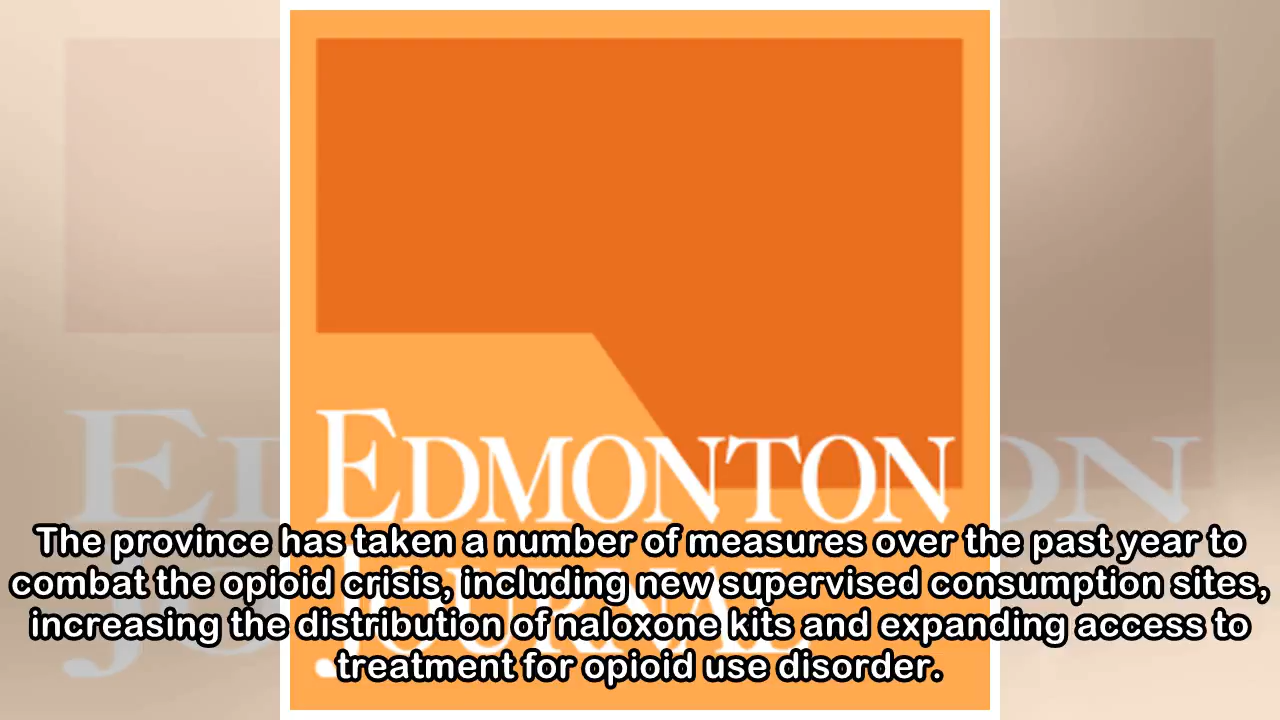 EDMONTON
JOURNAL
The province has taken a number of measures over the past year to
combat the opioid crisis, including new supervised consumption sites,
increasing the distribution of naloxone kits and expanding access to
treatment for opioid use disorder.